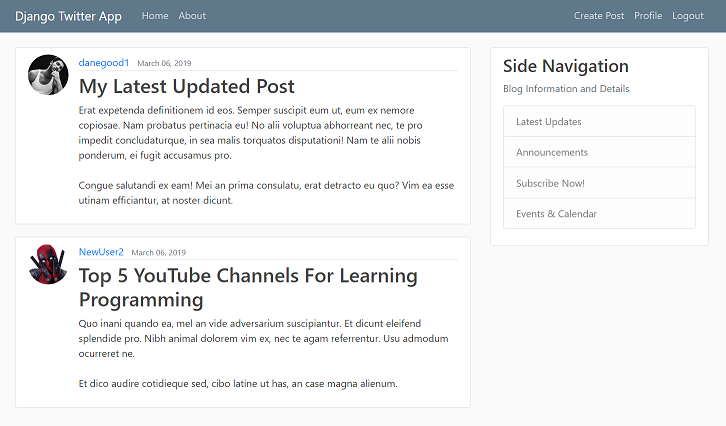 Django Twitter App Home About Create Post Profile Logout
danegood1 March 06, 2019
My Latest Updated Post
Erat expetenda definitionem id eos. Semper suscipit eum ut, eum ex nemore
copiosae. Nam probatus pertinacia eu! No alii voluptua abhorreant nec, te pro
impedit concludaturque, in sea malis torquatos disputationi! Nam te alii nobis
ponderum, ei fugit accusamus pro.
Congue salutandi ex eam! Mei an prima consulatu, erat detracto eu quo? Vim ea esse
utinam efficiantur, at noster dicunt.
NewUser2 March 06, 2019
Top 5 YouTube Channels For Learning
Programming
Quo inani quando ea, mel an vide adversarium suscipiantur. Et dicunt eleifend
splendide pro. Nibh animal dolorem vim ex, nec te agam referrentur. Usu admodum
ocurreret ne.
Et dico audire cotidieque sed, cibo latine ut has, an case magna alienum.
Side Navigation
Blog Information and Details
Latest Updates
Announcements
Subscribe Now!
Events & Calendar